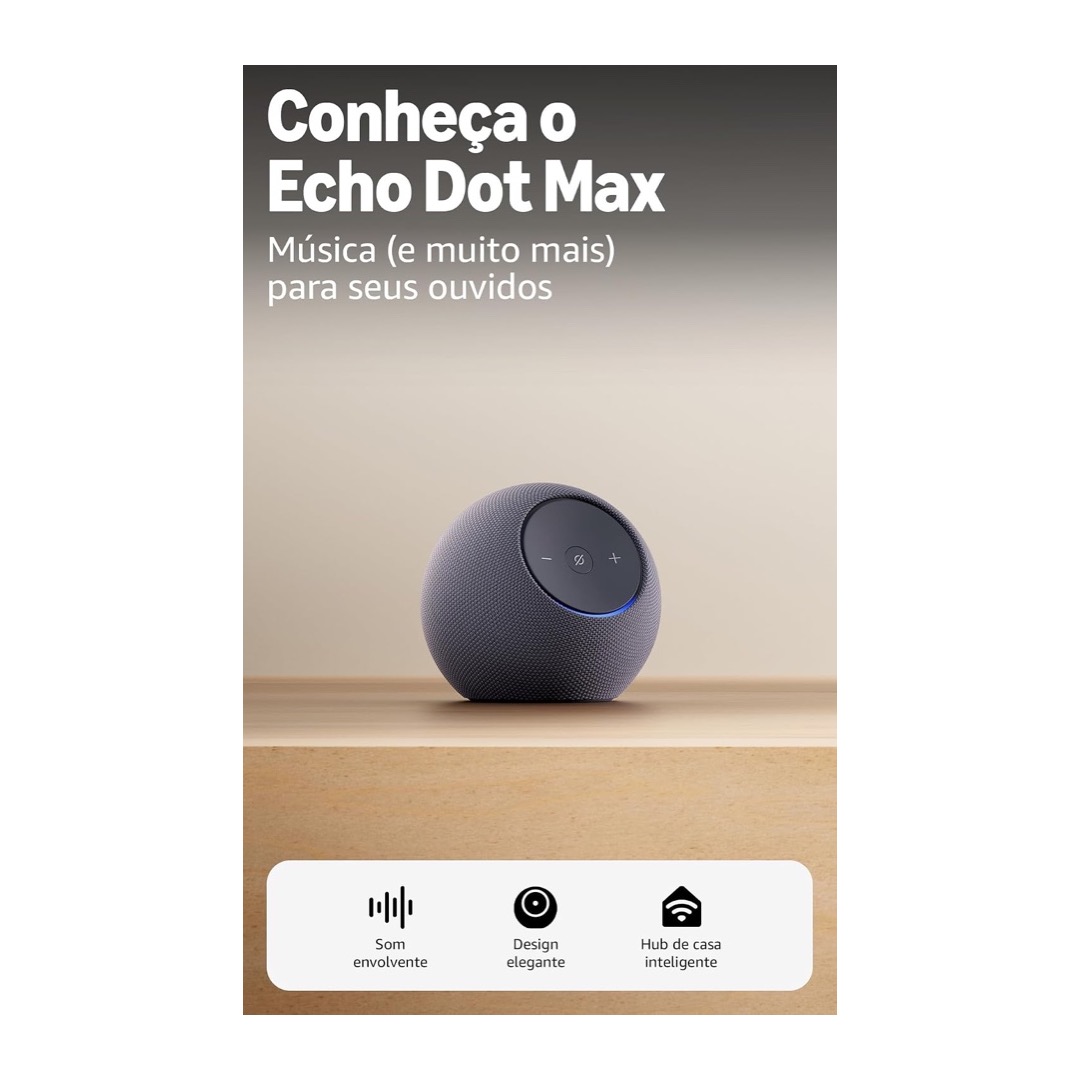 Conheça o
Echo Dot Max
Música (e muito mais)
para seus ouvidos
Som
envolvente
Design
elegante
Hub de casa
inteligente